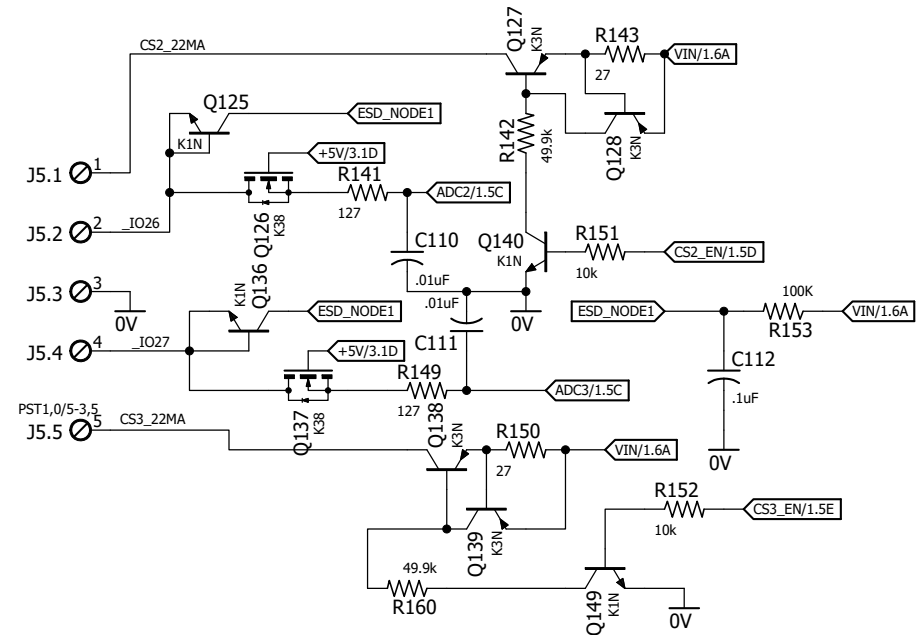 CS2_22MA
Q127
K3N
R143
27
VIN/1.6A
Q125
K1N
ESD_NODE1
R142
49.9k
Q128
K3N
J5.1
1
+5V/3.1D
R141
127
ADC2/1.5C
J5.2
2
_IO26
Q126
K38
C110
.01uF
Q140
K1N
R151
10k
CS2_EN/1.5D
J5.3
3
0V
Q136
K1N
ESD_NODE1
.01uF
C111
0V
ESD_NODE1
100K
R153
VIN/1.6A
J5.4
4
_IO27
+5V/3.1D
R149
127
ADC3/1.5C
C112
.1uF
0V
Q137
K38
PST1,0/5-3,5
J5.5
5
CS3_22MA
Q138
K3N
R150
27
VIN/1.6A
Q139
K3N
R152
10k
CS3_EN/1.5E
49.9k
R160
Q149
K1N
0V